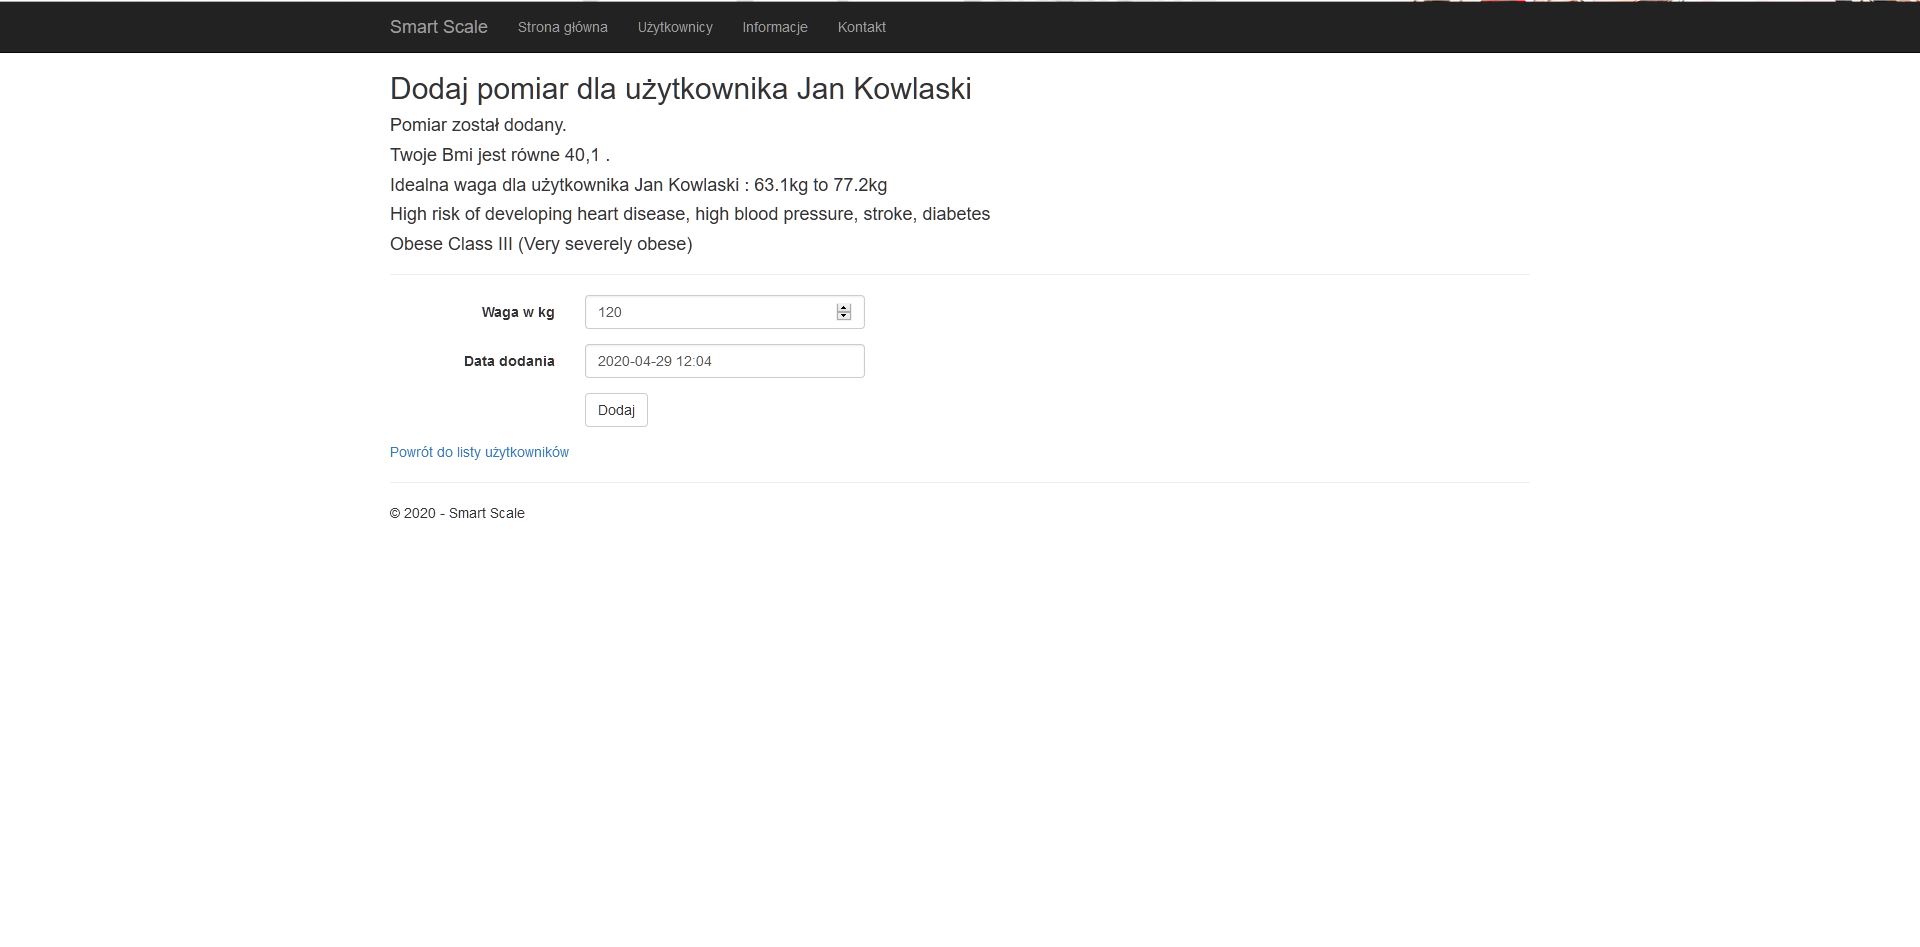 Smart Scale Strona główna Użytkownicy Informacje Kontakt
Dodaj pomiar dla użytkownika Jan Kowlaski
Pomiar został dodany.
Twoje Bmi jest równe 40,1 .
Idealna waga dla użytkownika Jan Kowlaski : 63.1kg to 77.2kg
High risk of developing heart disease, high blood pressure, stroke, diabetes
Obese Class III (Very severely obese)
Waga w kg 120
Data dodania 2020-04-29 12:04
Dodaj
Powrót do listy użytkowników
© 2020 - Smart Scale